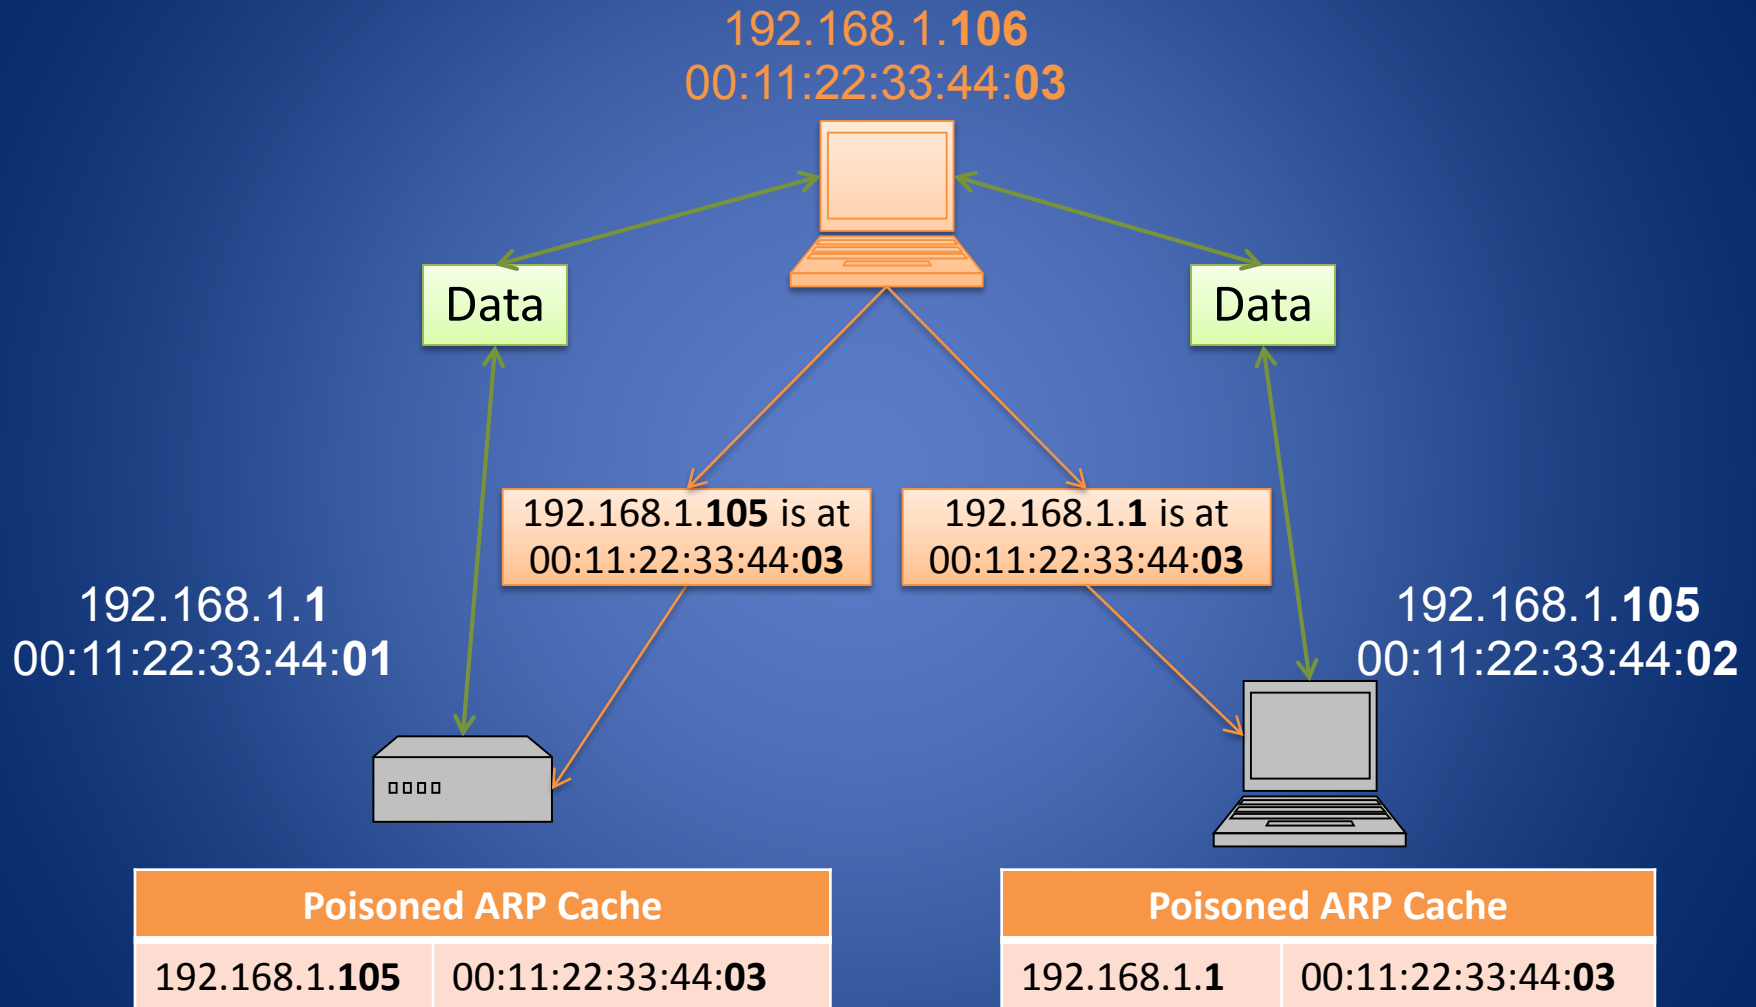 192.168.1.106
00:11:22:33:44:03
Data
Data
192.168.1.105 is at
00:11:22:33:44:03
192.168.1.1 is at
00:11:22:33:44:03
192.168.1.1
00:11:22:33:44:01
192.168.1.105
00:11:22:33:44:02
Poisoned ARP Cache
192.168.1.105 00:11:22:33:44:03
Poisoned ARP Cache
192.168.1.1 00:11:22:33:44:03